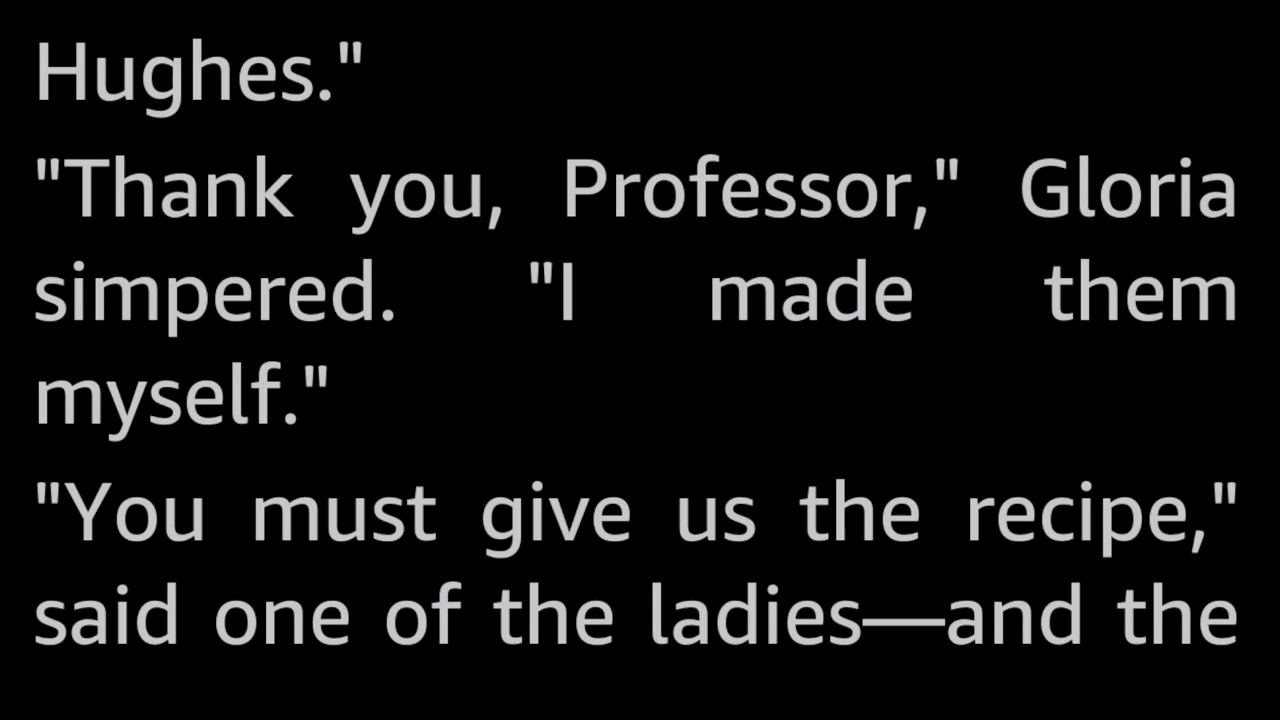 Hughes."
"Thank you, Professor," Gloria
simpered. "I made them
myself."
"You must give us the recipe,"
said one of the ladies—and the